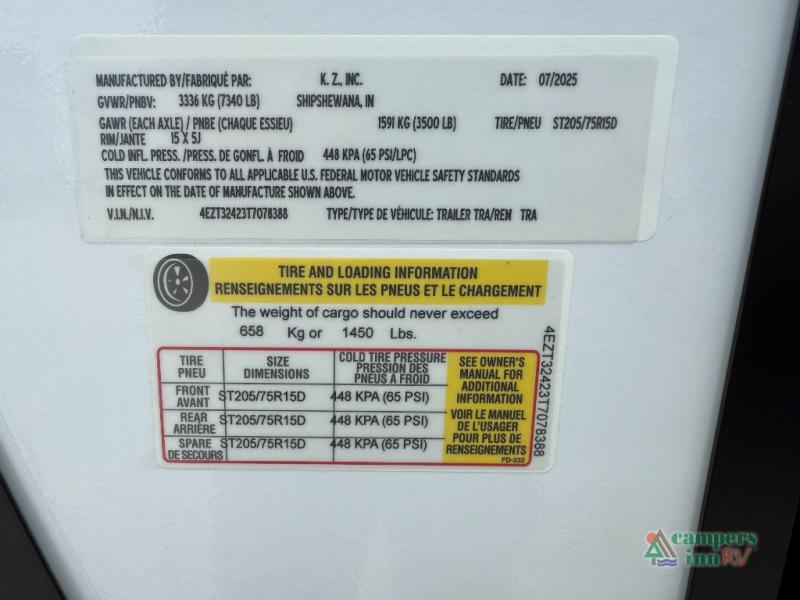 MANUFACTURED BY/FABRIQUÉ PAR: K. Z., INC. DATE: 07/2025
GVWR/PNBV: 3336 KG (7340 LB) SHIPSHEWANA, IN
GAWR (EACH AXLE) / PNBE (CHAQUE ESSIEU) 1591 KG (3500 LB) TIRE/PNEU ST205/75R15D
RIM/JANTE 15 X 5J
COLD INFL. PRESS. /PRESS. DE GONFL. À FROID 448 KPA (65 PSI/LPC)
THIS VEHICLE CONFORMS TO ALL APPLICABLE U.S. FEDERAL MOTOR VEHICLE SAFETY STANDARDS
IN EFFECT ON THE DATE OF MANUFACTURE SHOWN ABOVE.
V.I.N./N.I.V. 4EZT32423T7078388 TYPE/TYPE DE VÉHICULE: TRAILER TRA/REM TRA
TIRE AND LOADING INFORMATION
RENSEIGNEMENTS SUR LES PNEUS ET LE CHARGEMENT
The weight of cargo should never exceed
658 Kg or 1450 Lbs.
TIRE
PNEU
SIZE
DIMENSIONS
COLD TIRE PRESSURE
PRESSION DES
PNEUS A FROID
FRONT
AVANT
ST205/75R15D
448 KPA (65 PSI)
REAR
ARRIÈRE
ST205/75R15D
448 KPA (65 PSI)
SPARE
DE SECOURS
ST205/75R15D
448 KPA (65 PSI)
SEE OWNER'S
MANUAL FOR
ADDITIONAL
INFORMATION
VOIR LE MANUEL
DE L'USAGER
POUR PLUS DE
RENSEIGNEMENTS
FD-332
4EZT32423T7078388
campers
inn RV